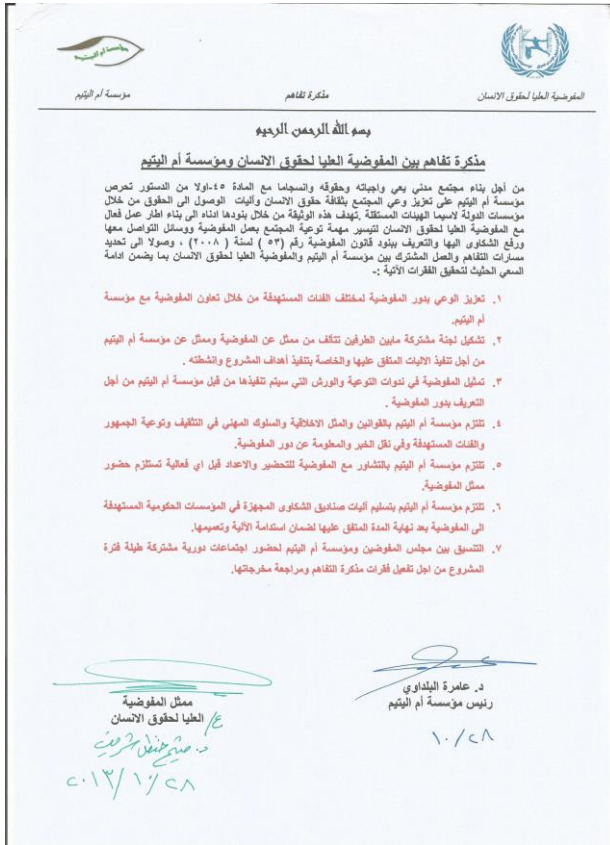 مؤسسة أم اليتيم
المفوضية العليا لحقوق الانسان
مذكرة تفاهم
مؤسسة أم اليتيم
بسم الله الرحمن الرحيم
مذكرة تفاهم بين المفوضية العليا لحقوق الانسان ومؤسسة أم اليتيم
من أجل بناء مجتمع مدني يعي واجباته وحقوقه وانسجاما مع المادة ٤٥-اولا من الدستور تحرص
مؤسسة أم اليتيم على تعزيز وعي المجتمع بثقافة حقوق الانسان وآليات الوصول الى الحقوق من خلال
مؤسسات الدولة لاسيما الهيئات المستقلة .تهدف هذه الوثيقة من خلال بنودها ادناه الى بناء اطار عمل فعال
مع المفوضية العليا لحقوق الانسان لتيسير مهمة توعية المجتمع بعمل المفوضية ووسائل التواصل معها
ورفع الشكاوى اليها والتعريف ببنود قانون المفوضية رقم (٥٣ ) لسنة ( ٢٠٠٨) ، وصولا الى تحديد
مسارات التفاهم والعمل المشترك بين مؤسسة أم اليتيم والمفوضية العليا لحقوق الانسان بما يضمن ادامة
السعي الحثيث لتحقيق الفقرات الآتية :-
١. تعزيز الوعي بدور المفوضية لمختلف الفئات المستهدفة من خلال تعاون المفوضية مع مؤسسة
أم اليتيم.
٢. تشكيل لجنة مشتركة مابين الطرفين تتألف من ممثل عن المفوضية وممثل عن مؤسسة أم اليتيم
من أجل تنفيذ الاليات المتفق عليها والخاصة بتنفيذ أهداف المشروع وانشطته .
٣. تمثيل المفوضية في ندوات التوعية والورش التي سيتم تنفيذها من قبل مؤسسة أم اليتيم من أجل
التعريف بدور المفوضية .
٤. تلتزم مؤسسة أم اليتيم بالقوانين والمثل الاخلاقية والسلوك المهني في التثقيف وتوعية الجمهور
والفئات المستهدفة وفي نقل الخبر والمعلومة عن دور المفوضية.
٥. تلتزم مؤسسة أم اليتيم بالتشاور مع المفوضية للتحضير والاعداد قبل اي فعالية تستلزم حضور
ممثل المفوضية.
٦. تلتزم مؤسسة أم اليتيم بتسليم آليات صناديق الشكاوى المجهزة في المؤسسات الحكومية المستهدفة
الى المفوضية بعد نهاية المدة المتفق عليها لضمان استدامة الآلية وتعميمها.
٧. التنسيق بين مجلس المفوضين ومؤسسة أم اليتيم لحضور اجتماعات دورية مشتركة طيلة فترة
المشروع من اجل تفعيل فقرات مذكرة التفاهم ومراجعة مخرجاتها.
د. عامرة البلداوي
رئيس مؤسسة أم اليتيم
١٠/٢٨
ممثل المفوضية
ع/ العليا لحقوق الانسان
٢٠١٣/١٠/٢٨